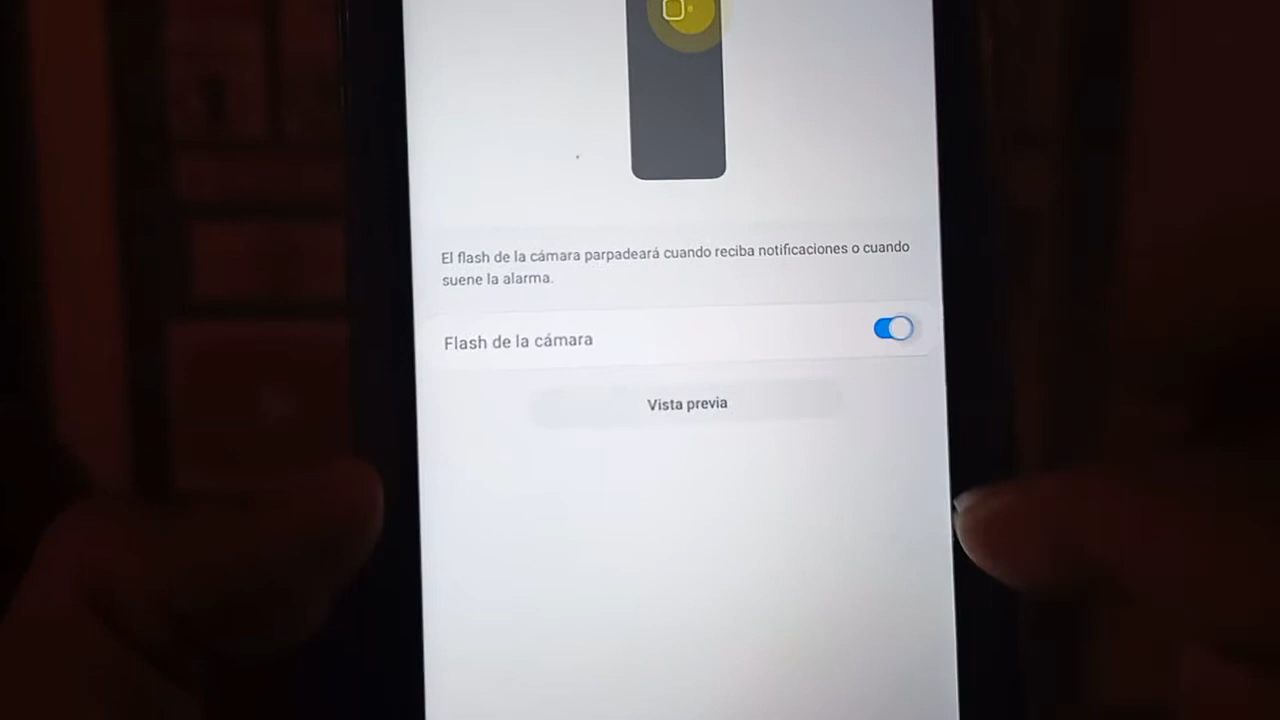 El flash de la cámara parpadeará cuando reciba notificaciones o cuando
suene la alarma.
Flash de la cámara
Vista previa